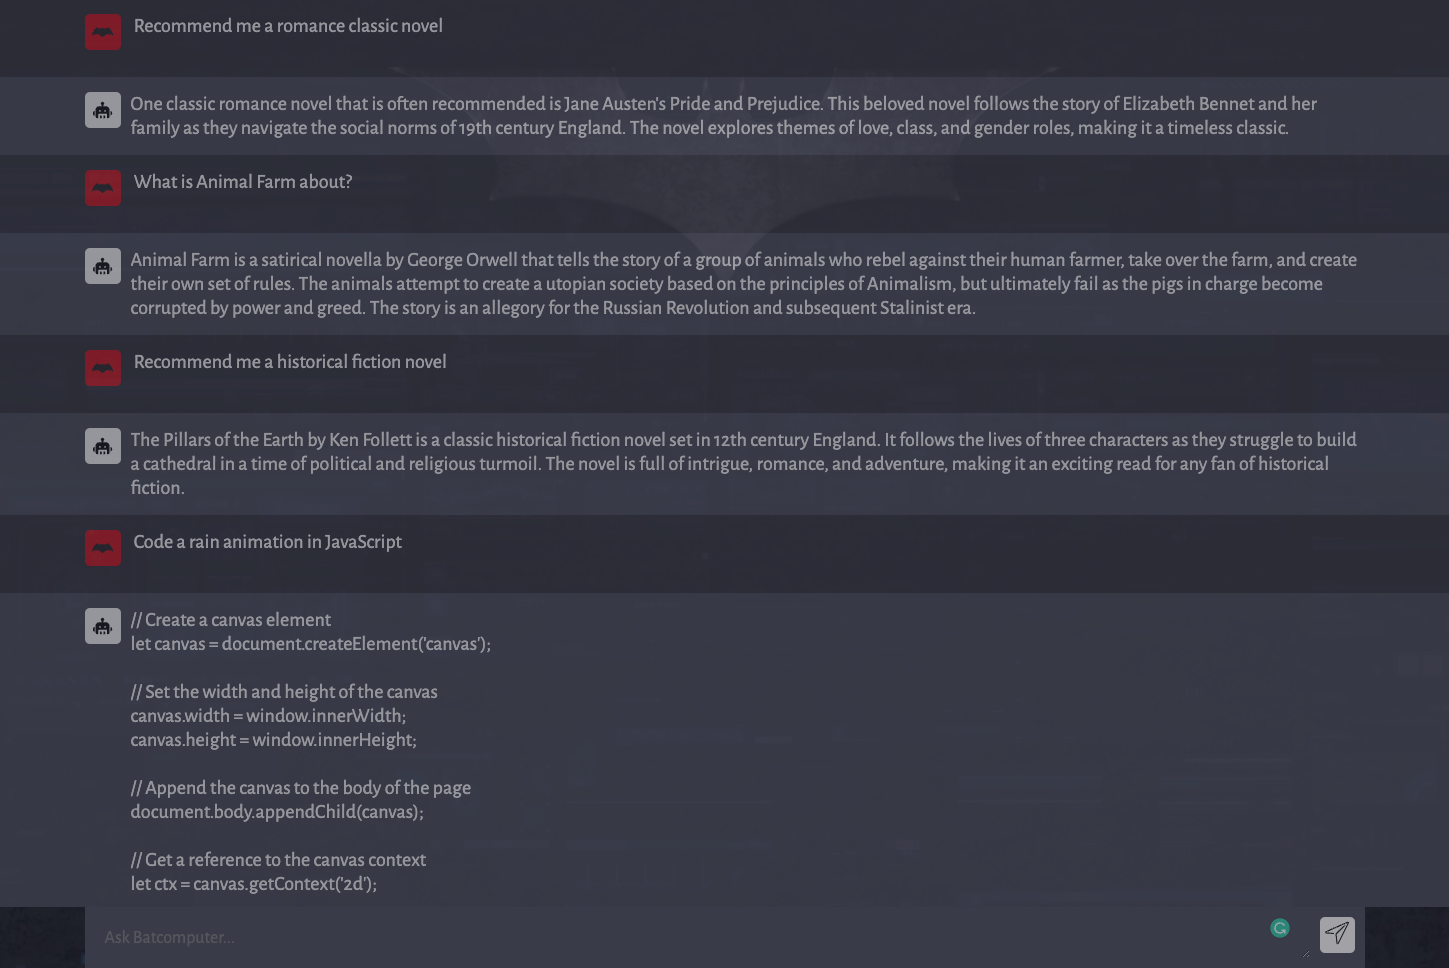 Recommend me a romance classic novel
One classic romance novel that is often recommended is Jane Austen's Pride and Prejudice. This beloved novel follows the story of Elizabeth Bennet and her
family as they navigate the social norms of 19th century England. The novel explores themes of love, class, and gender roles, making it a timeless classic.
What is Animal Farm about?
Animal Farm is a satirical novella by George Orwell that tells the story of a group of animals who rebel against their human farmer, take over the farm, and create
their own set of rules. The animals attempt to create a utopian society based on the principles of Animalism, but ultimately fail as the pigs in charge become
corrupted by power and greed. The story is an allegory for the Russian Revolution and subsequent Stalinist era.
Recommend me a historical fiction novel
The Pillars of the Earth by Ken Follett is a classic historical fiction novel set in 12th century England. It follows the lives of three characters as they struggle to build
a cathedral in a time of political and religious turmoil. The novel is full of intrigue, romance, and adventure, making it an exciting read for any fan of historical
fiction.
Code a rain animation in JavaScript
// Create a canvas element
let canvas = document.createElement('canvas');
// Set the width and height of the canvas
canvas.width = window.innerWidth;
canvas.height = window.innerHeight;
// Append the canvas to the body of the page
document.body.appendChild(canvas);
// Get a reference to the canvas context
let ctx = canvas.getContext('2d');
Ask Batcomputer...